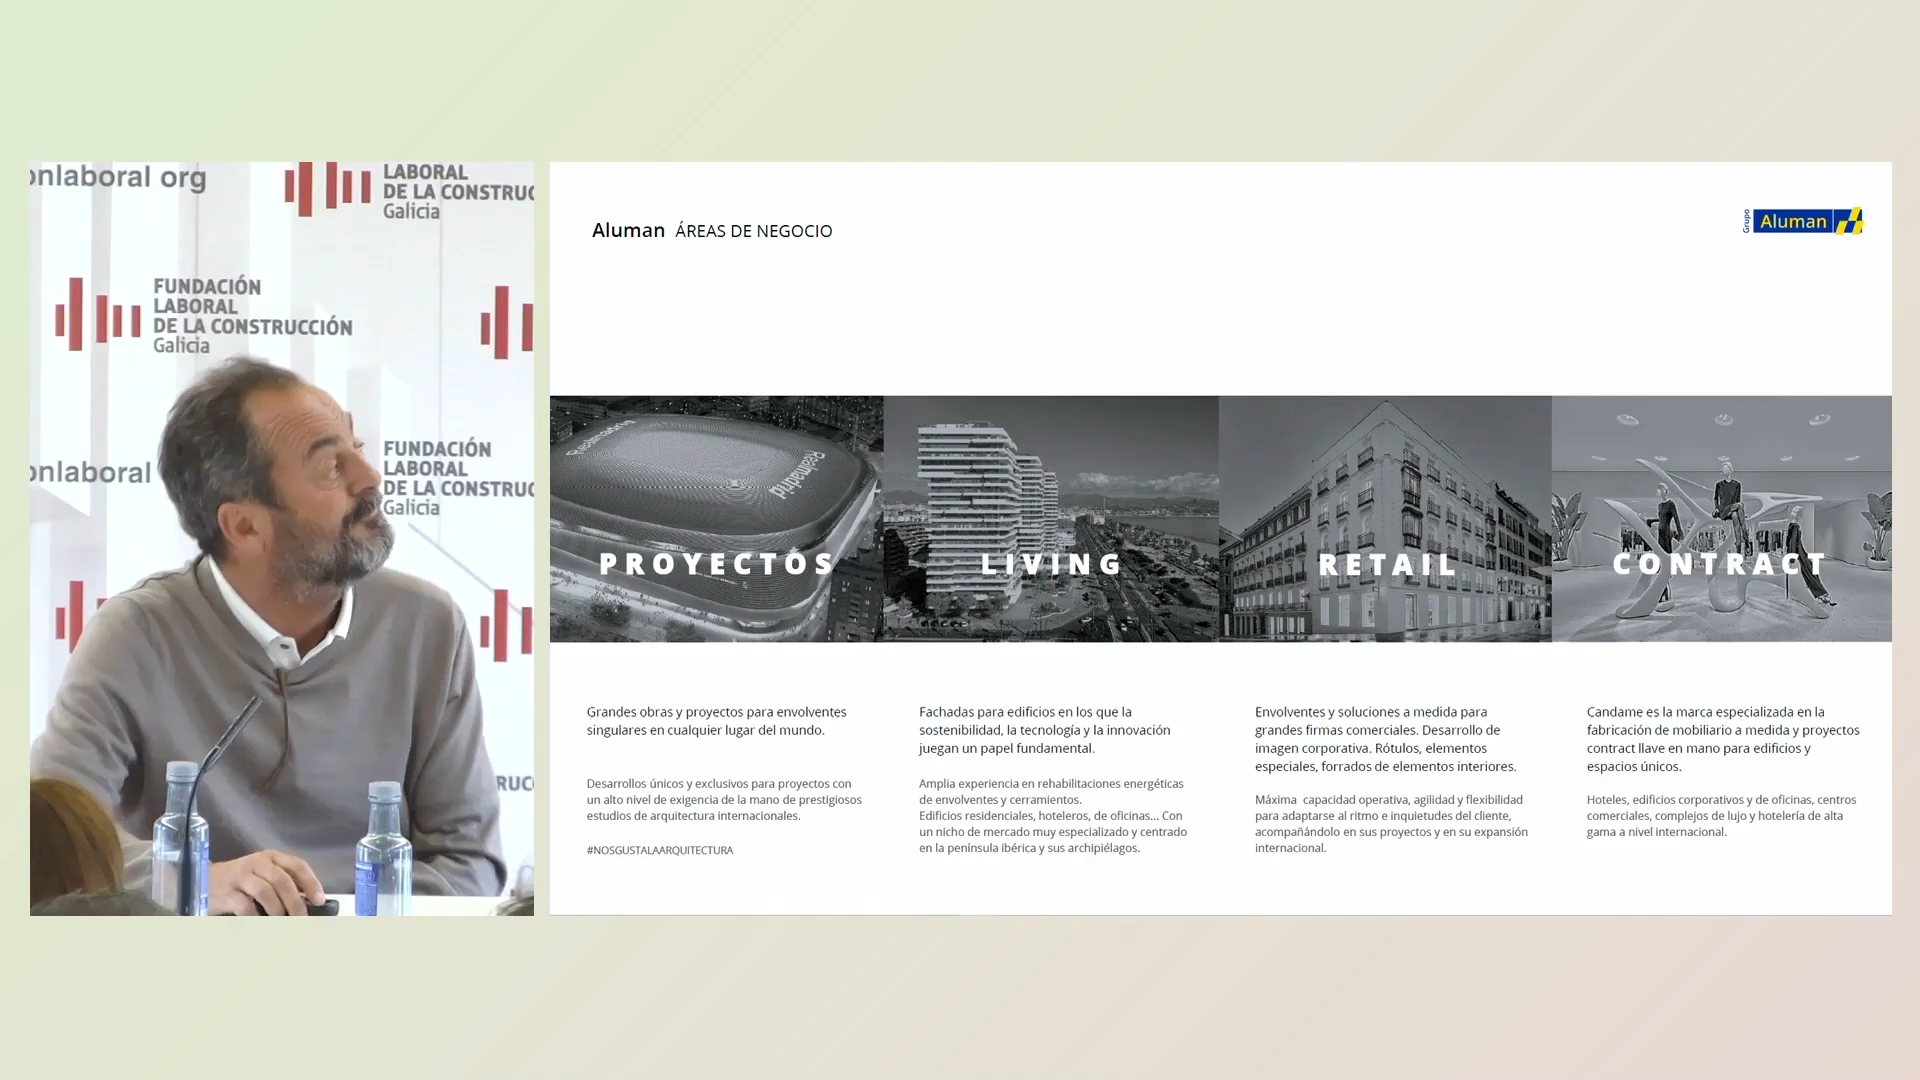 onlaboral org
LABORAL
DE LA CONSTRUC
Galicia
FUNDACIÓN
LABORAL
DE LA CONSTRUCCIÓN
Galicia
onlaboral
FUNDACIÓN
LABORAL
DE LA CONSTRUC
Galicia
RUCC
Aluman ÁREAS DE NEGOCIO
Grupo Aluman
Realmadrid
Realmadrid
PROYECTOS
LIVING
RETAIL
CONTRACT
Grandes obras y proyectos para envolventes
singulares en cualquier lugar del mundo.
Desarrollos únicos y exclusivos para proyectos con
un alto nivel de exigencia de la mano de prestigiosos
estudios de arquitectura internacionales.
#NOSGUSTALAARQUITECTURA
Fachadas para edificios en los que la
sostenibilidad, la tecnología y la innovación
juegan un papel fundamental.
Amplia experiencia en rehabilitaciones energéticas
de envolventes y cerramientos.
Edificios residenciales, hoteleros, de oficinas... Con
un nicho de mercado muy especializado y centrado
en la península ibérica y sus archipiélagos.
Envolventes y soluciones a medida para
grandes firmas comerciales. Desarrollo de
imagen corporativa. Rótulos, elementos
especiales, forrados de elementos interiores.
Máxima  capacidad operativa, agilidad y flexibilidad
para adaptarse al ritmo e inquietudes del cliente,
acompañándolo en sus proyectos y en su expansión
internacional.
Candame es la marca especializada en la
fabricación de mobiliario a medida y proyectos
contract llave en mano para edificios y
espacios únicos.
Hoteles, edificios corporativos y de oficinas, centros
comerciales, complejos de lujo y hotelería de alta
gama a nivel internacional.